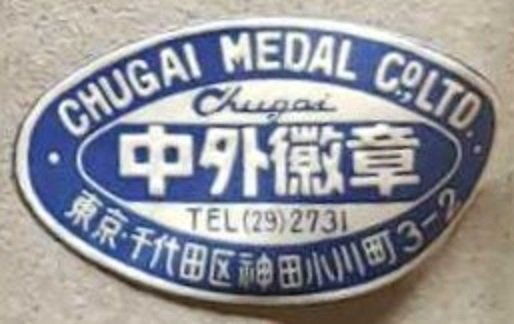 CHUGAI MEDAL CO.,LTD.
Chugai
中外徽章
TEL(29)2731
東京・千代田区神田小川町3-2